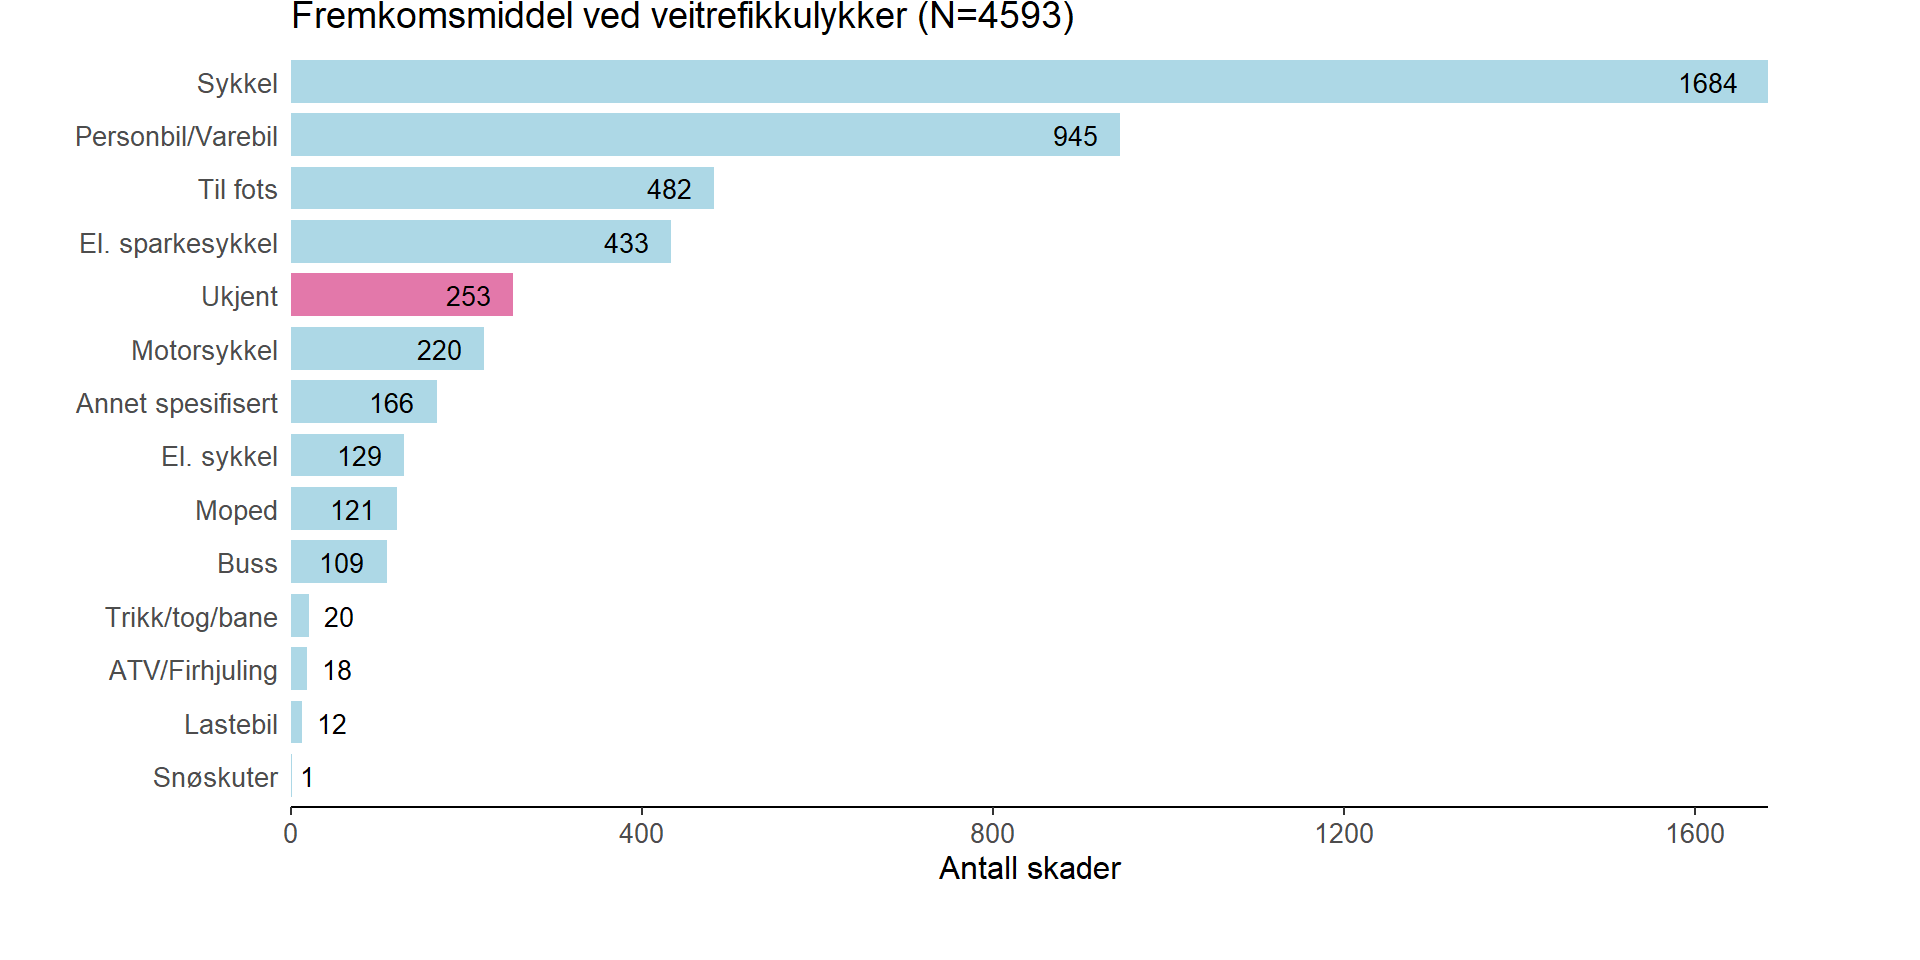 Fremkomsmiddel ved veitrefikkulykker (N=4593)
Sykkel 1684
Personbil/Varebil 945
Til fots 482
El. sparkesykkel 433
Ukjent 253
Motorsykkel 220
Annet spesifisert 166
El. sykkel 129
Moped 121
Buss 109
Trikk/tog/bane 20
ATV/Firhjuling 18
Lastebil 12
Snøskuter 1
0 400 800 1200 1600
Antall skader